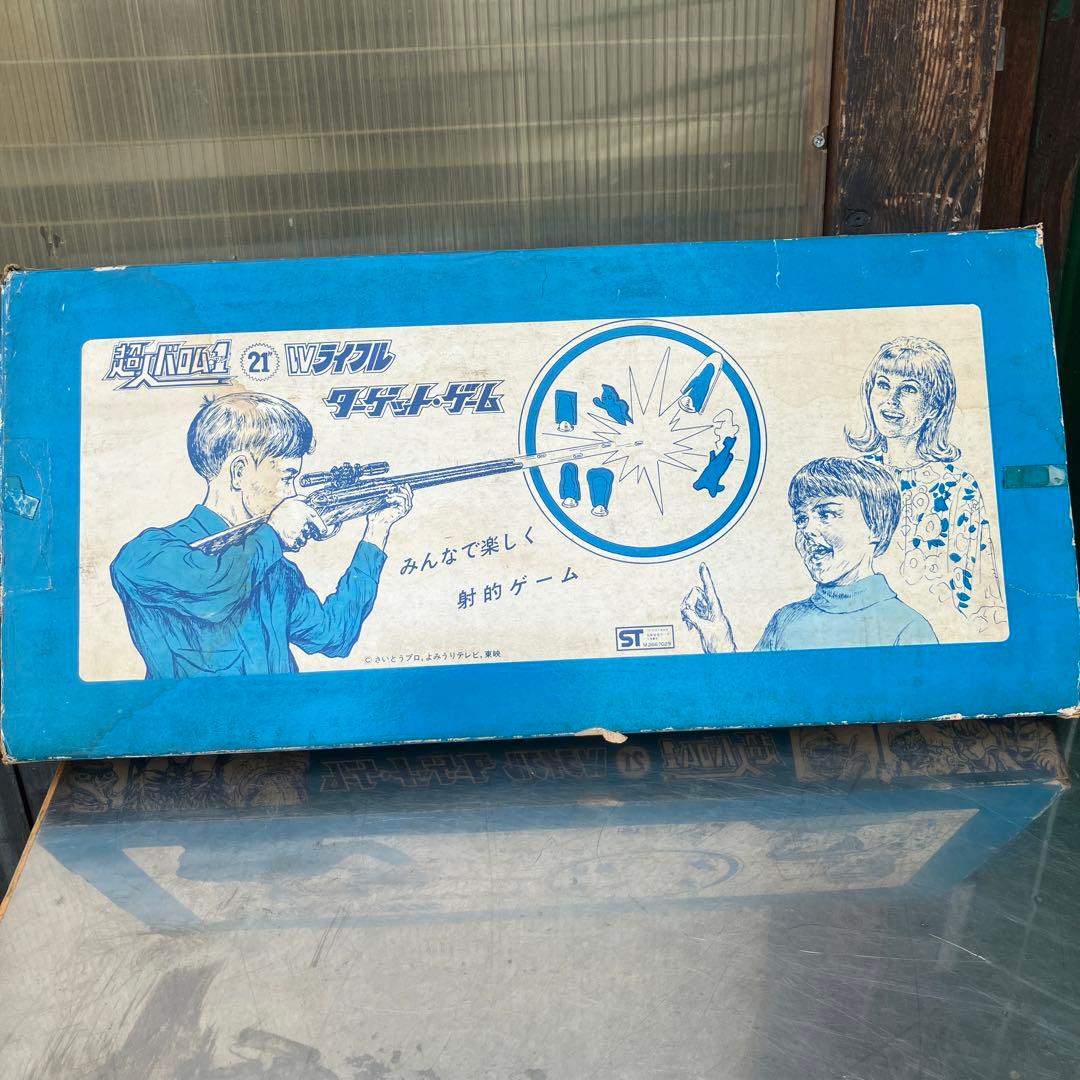 超人バロム・1 21" Wライフル
ターゲット・ゲーム
みんなで楽しく
射的ゲーム
ST
©さいとうプロ,よみうりテレビ,東映